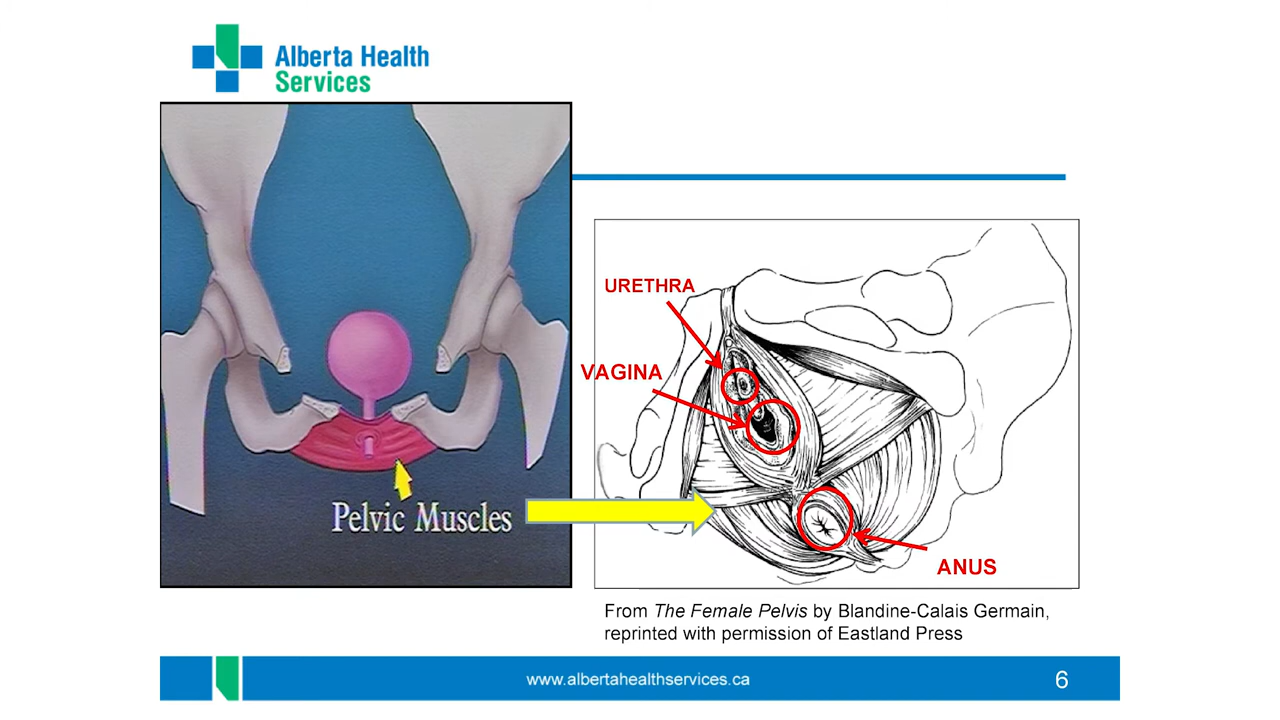 Alberta Health
Services
URETHRA
VAGINA
Pelvic Muscles
ANUS
From The Female Pelvis by Blandine-Calais Germain,
reprinted with permission of Eastland Press
www.albertahealthservices.ca
6